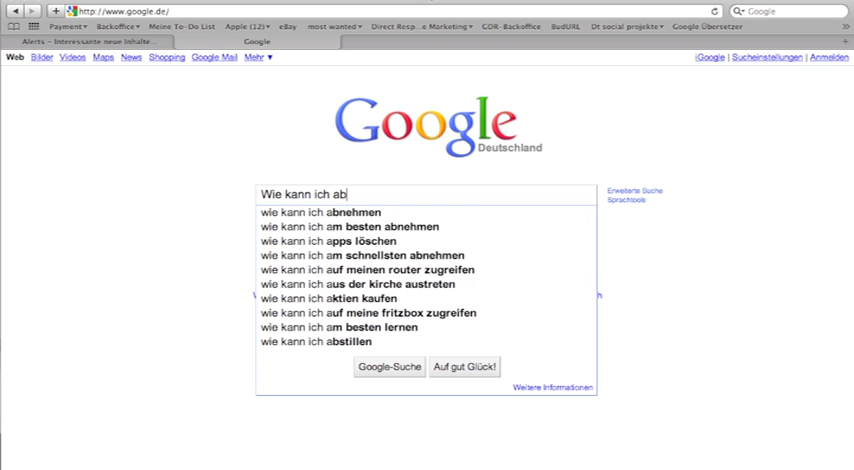 http://www.google.de/
Google
Payment Backoffice Meine To-Do List Apple (12) eBay most wanted Direct Resp...e Marketing GDR-Backoffice BudURL Dt social projekte Google Übersetzer
Alerts - Interessante neue Inhalte...
Google
Web Bilder Videos Maps News Shopping Google Mail Mehr ▼
iGoogle | Sucheinstellungen | Anmelden
Google
Deutschland
Wie kann ich ab
Erweiterte Suche
Sprachtools
wie kann ich abnehmen
wie kann ich am besten abnehmen
wie kann ich apps löschen
wie kann ich am schnellsten abnehmen
wie kann ich auf meinen router zugreifen
wie kann ich aus der kirche austreten
wie kann ich aktien kaufen
wie kann ich auf meine fritzbox zugreifen
wie kann ich am besten lernen
wie kann ich abstillen
Google-Suche Auf gut Glück!
Weitere Informationen